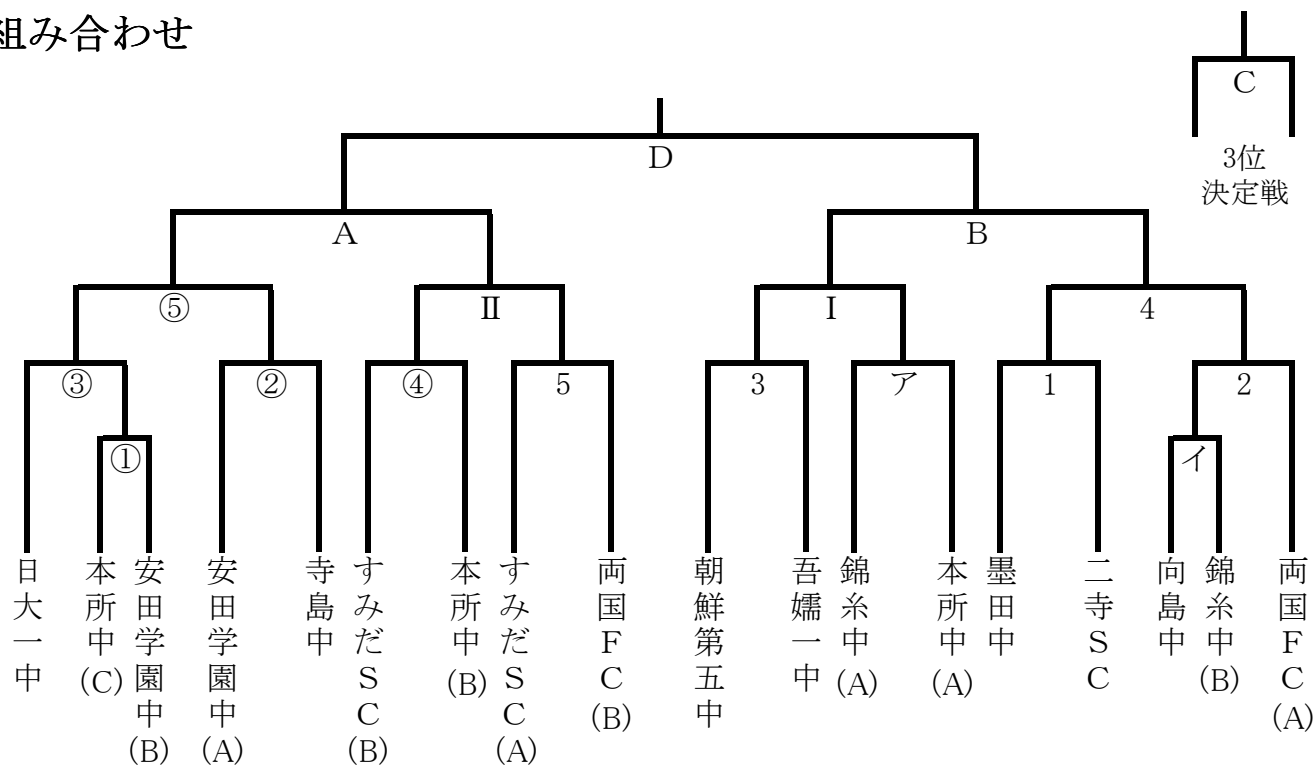 組み合わせ
C
3位
決定戦
D
A
B
⑤
Ⅱ
Ⅰ
4
③
②
④
5
3
ア
1
2
①
イ
日大一中
本所中(C)
安田学園中(B)
安田学園中(A)
寺島中
すみだSC(B)
本所中(B)
すみだSC(A)
両国FC(B)
朝鮮第五中
吾嬬一中
錦糸中(A)
本所中(A)
墨田中
二寺SC
向島中
錦糸中(B)
両国FC(A)